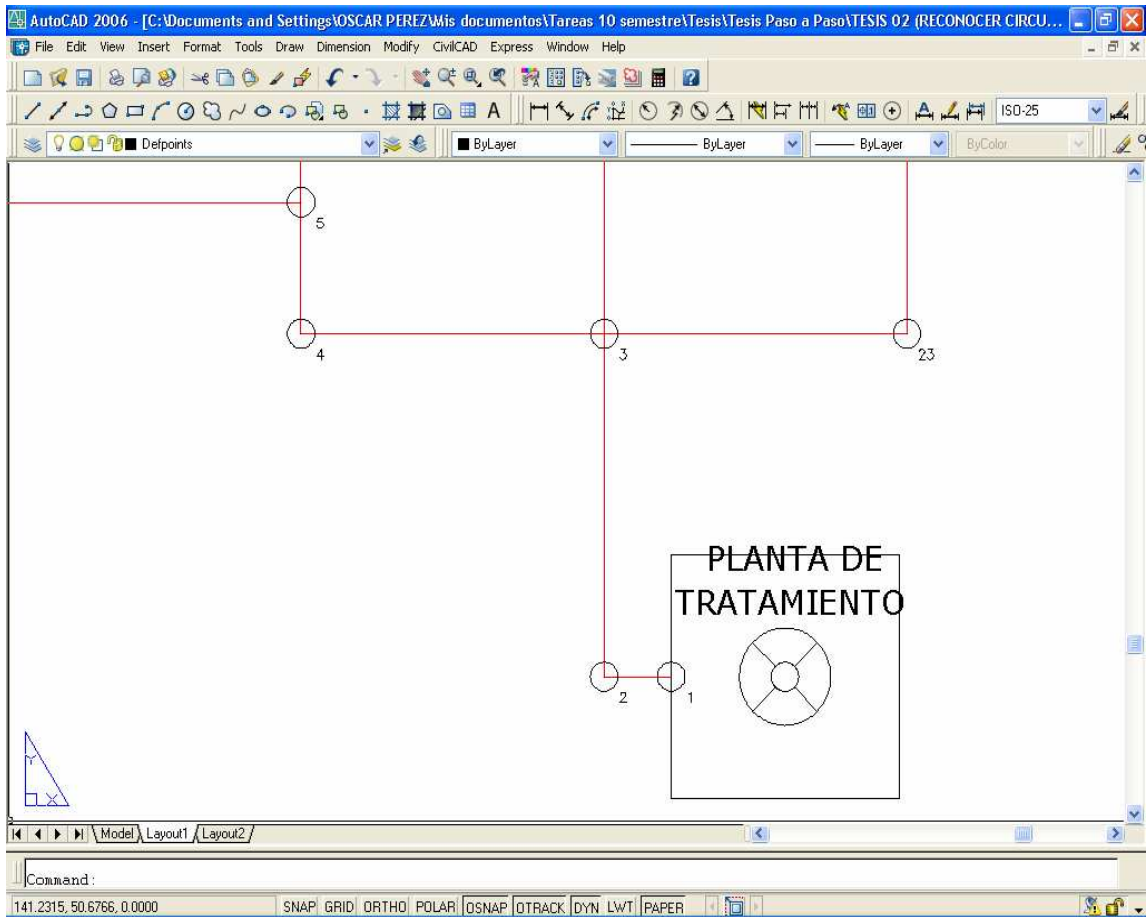 AutoCAD 2006 - [C:\Documents and Settings\OSCAR PEREZ\Mis documentos\Tareas 10 semestre\Tesis\Tesis Paso a Paso\TESIS 02 (RECONOCER CIRCU...
File Edit View Insert Format Tools Draw Dimension Modify CivilCAD Express Window Help
ISO-25
Defpoints ByLayer ByLayer ByLayer ByColor
5
4 3 23
PLANTA DE
TRATAMIENTO
2 1
Y
X
Model Layout1 Layout2
Command:
141.2315, 50.6766, 0.0000 SNAP GRID ORTHO POLAR OSNAP OTRACK DYN LWT PAPER